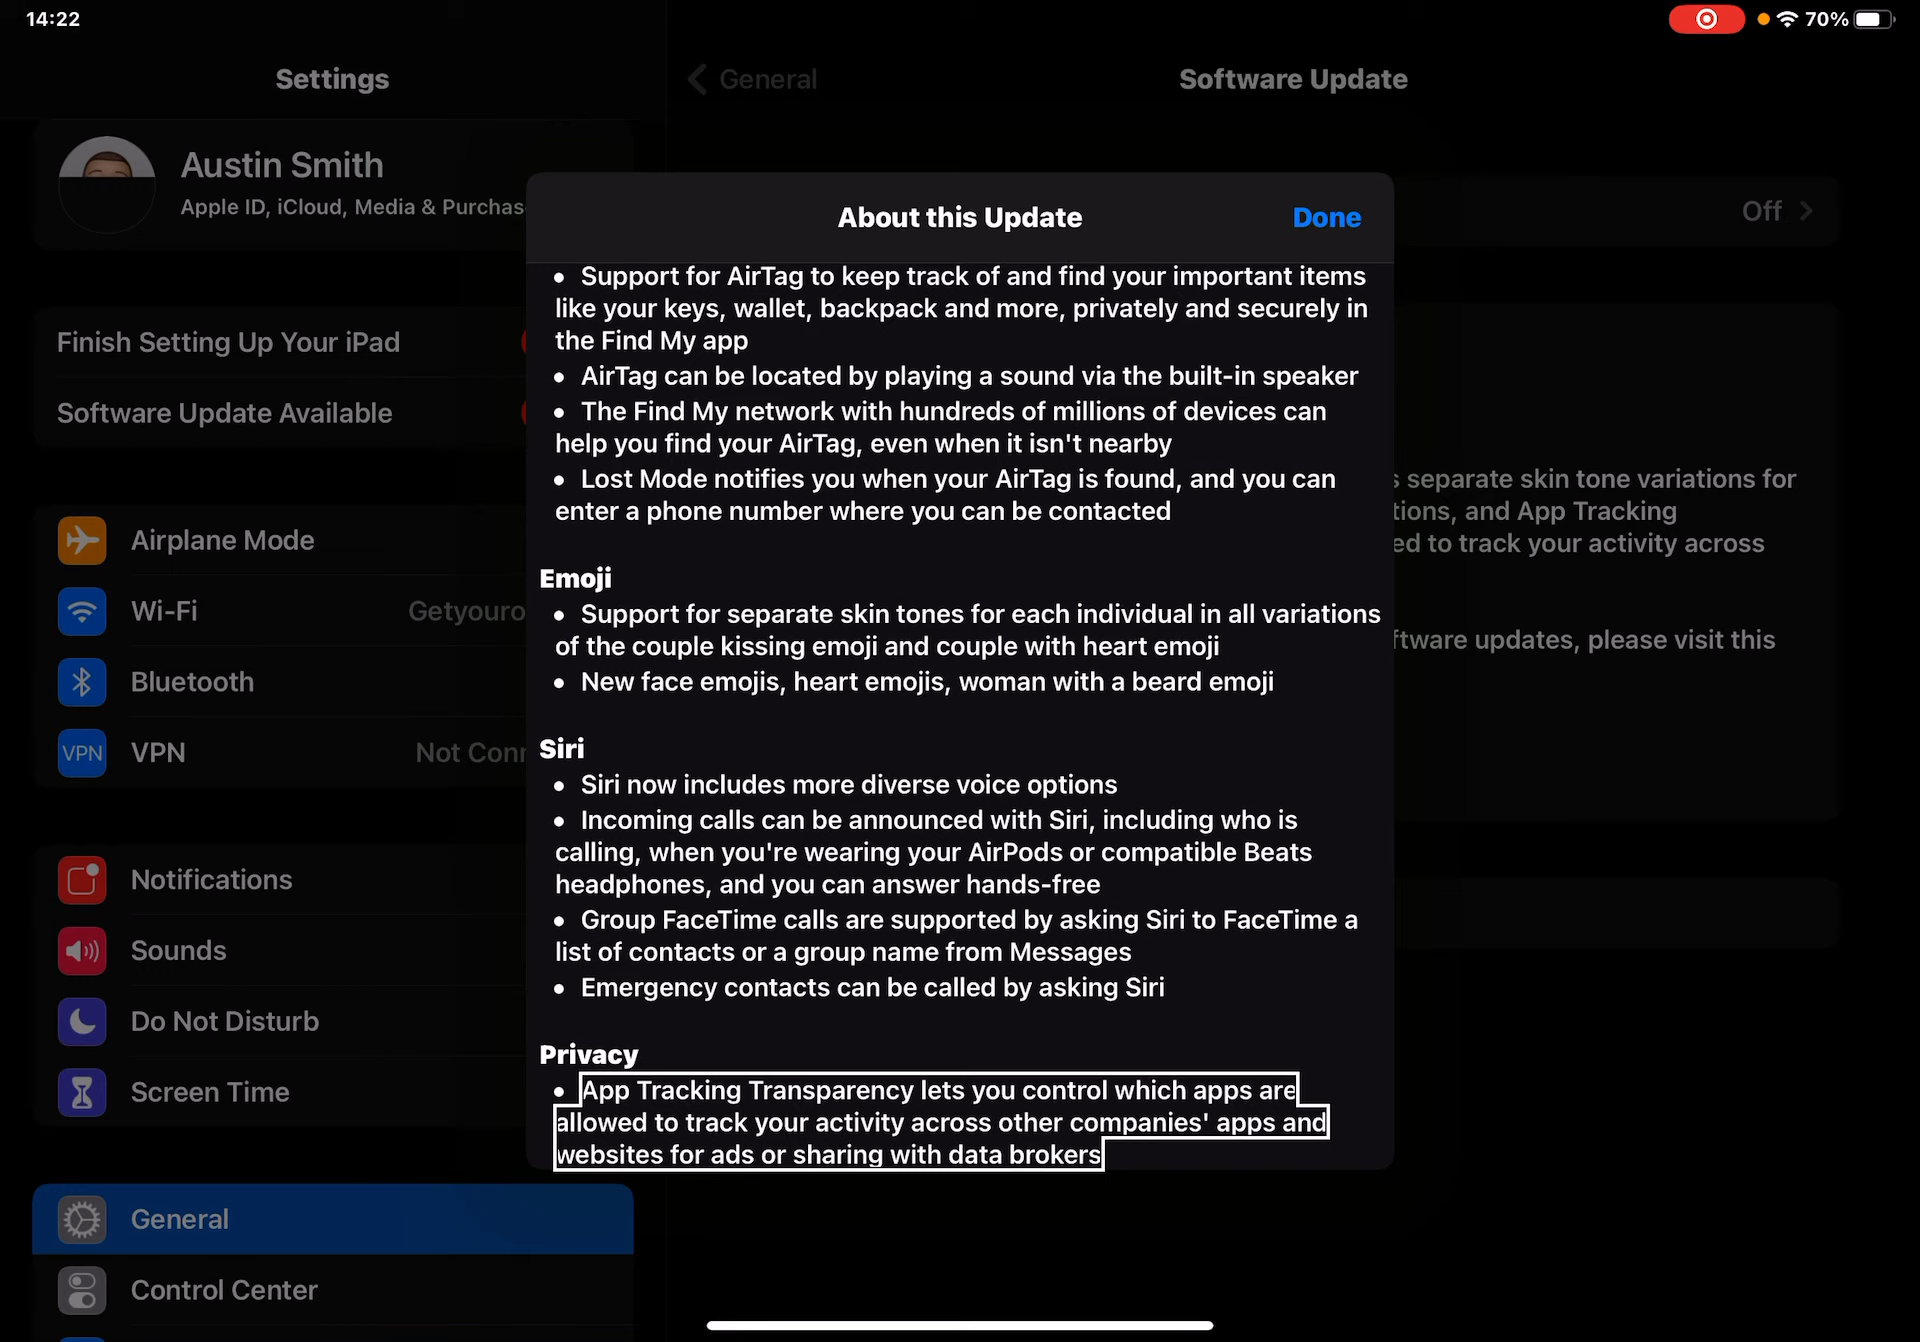 14:22
70%
Settings
General
Software Update
Austin Smith
Apple ID, iCloud, Media & Purchas
Off
About this Update
Done
Finish Setting Up Your iPad
Software Update Available
Airplane Mode
Wi-Fi
Getyouro
Bluetooth
VPN
VPN
Not Conn
Notifications
Sounds
Do Not Disturb
Screen Time
General
Control Center
• Support for AirTag to keep track of and find your important items
like your keys, wallet, backpack and more, privately and securely in
the Find My app
• AirTag can be located by playing a sound via the built-in speaker
• The Find My network with hundreds of millions of devices can
help you find your AirTag, even when it isn't nearby
• Lost Mode notifies you when your AirTag is found, and you can
enter a phone number where you can be contacted
Emoji
• Support for separate skin tones for each individual in all variations
of the couple kissing emoji and couple with heart emoji
• New face emojis, heart emojis, woman with a beard emoji
Siri
• Siri now includes more diverse voice options
• Incoming calls can be announced with Siri, including who is
calling, when you're wearing your AirPods or compatible Beats
headphones, and you can answer hands-free
• Group FaceTime calls are supported by asking Siri to FaceTime a
list of contacts or a group name from Messages
• Emergency contacts can be called by asking Siri
Privacy
• App Tracking Transparency lets you control which apps are
allowed to track your activity across other companies' apps and
websites for ads or sharing with data brokers
separate skin tone variations for
tions, and App Tracking
ed to track your activity across
ftware updates, please visit this